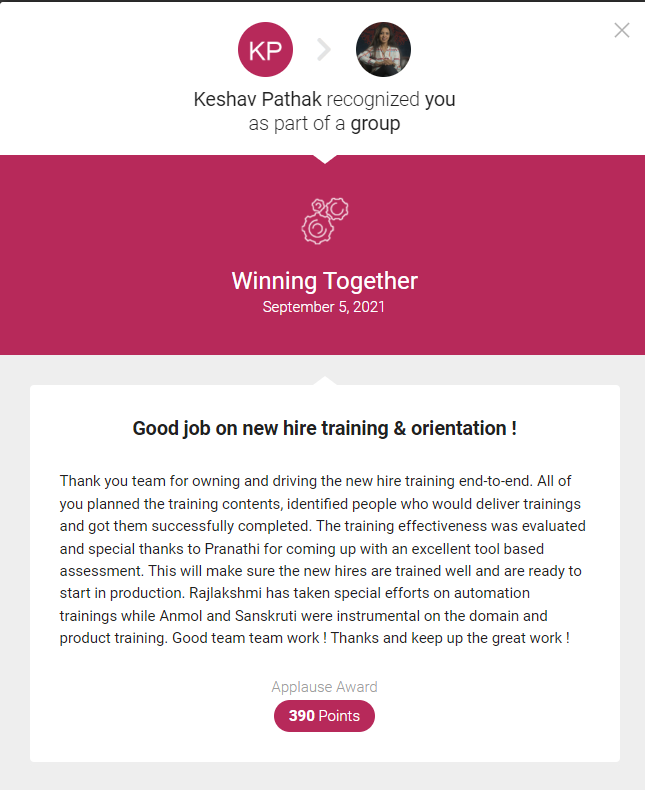 KP
Keshav Pathak recognized you
as part of a group
Winning Together
September 5, 2021
Good job on new hire training & orientation !
Thank you team for owning and driving the new hire training end-to-end. All of
you planned the training contents, identified people who would deliver trainings
and got them successfully completed. The training effectiveness was evaluated
and special thanks to Pranathi for coming up with an excellent tool based
assessment. This will make sure the new hires are trained well and are ready to
start in production. Rajlakshmi has taken special efforts on automation
trainings while Anmol and Sanskruti were instrumental on the domain and
product training. Good team team work ! Thanks and keep up the great work !
Applause Award
390 Points